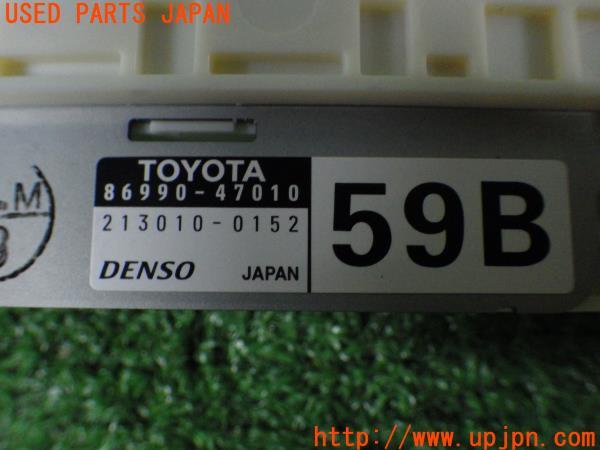 USED PARTS JAPAN
M
TOYOTA
86990-47010
213010-0152
DENSO JAPAN
59B
http://www.upjpn.com